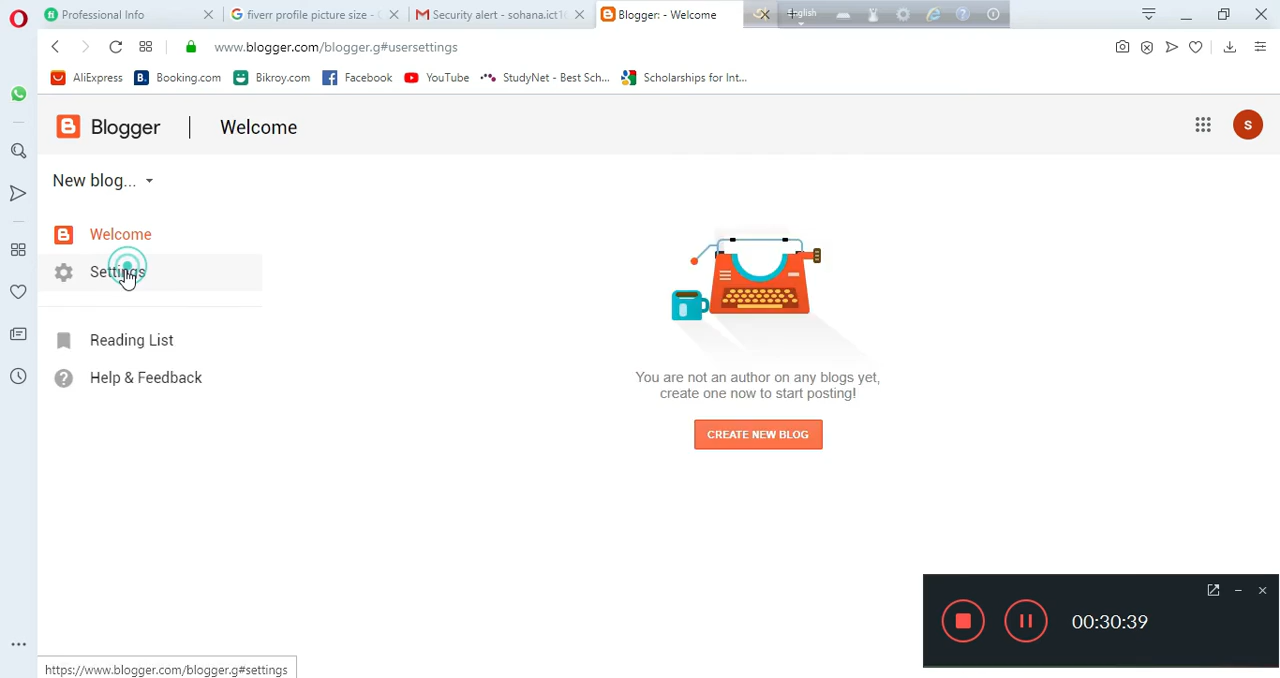 Professional Info
fiverr profile picture size -
Security alert - sohana.ict1
Blogger: - Welcome
English
www.blogger.com/blogger.g#usersettings
AliExpress
Booking.com
Bikroy.com
Facebook
YouTube
StudyNet - Best Sch...
Scholarships for Int...
Blogger
Welcome
S
New blog...
Welcome
Settings
Reading List
Help & Feedback
You are not an author on any blogs yet,
create one now to start posting!
CREATE NEW BLOG
00:30:39
https://www.blogger.com/blogger.g#settings